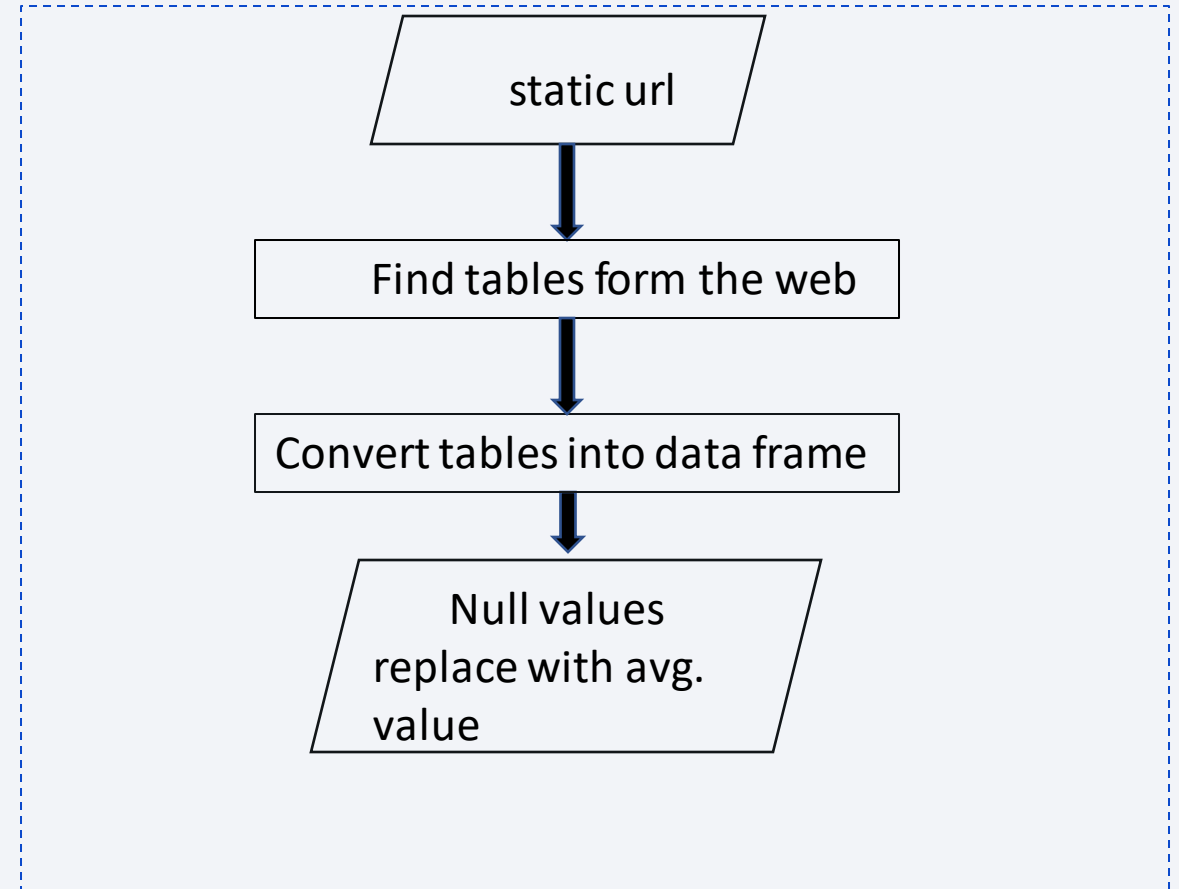 static url
Find tables form the web
Convert tables into data frame
Null values
replace with avg.
value